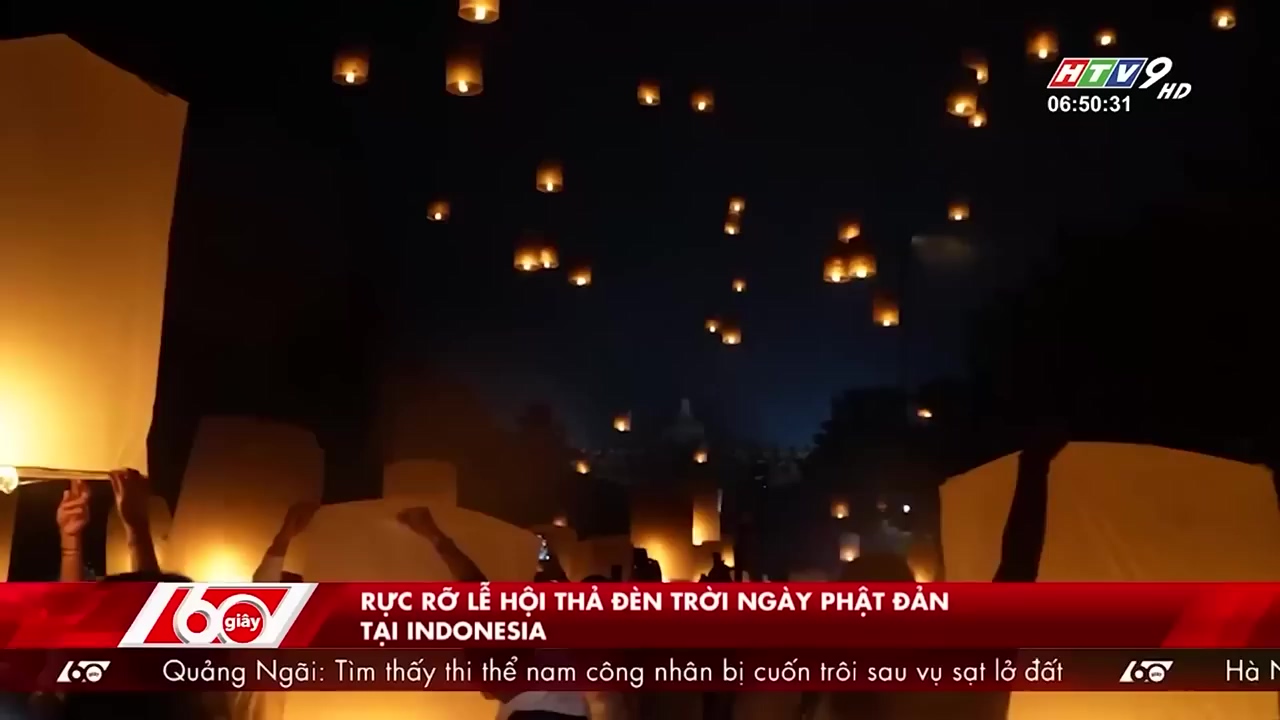 HTV9 HD
06:50:31
60 giây
RỰC RỠ LỄ HỘI THẢ ĐÈN TRỜI NGÀY PHẬT ĐẢN
TẠI INDONESIA
60 giây Quảng Ngãi: Tìm thấy thi thể nam công nhân bị cuốn trôi sau vụ sạt lở đất 60 giây Hà N